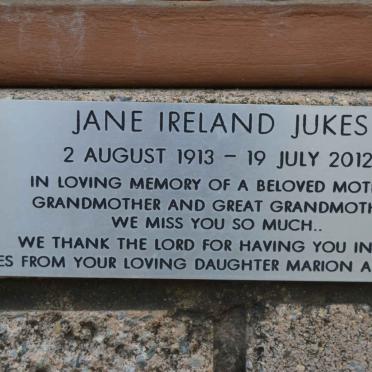 JANE IRELAND JUKES
2 AUGUST 1913 – 19 JULY 2012
IN LOVING MEMORY OF A BELOVED
GRANDMOTHER AND GREAT
WE MISS YOU SO MUCH..
WE THANK THE LORD FOR HAVING YOU IN
FROM YOUR LOVING DAUGHTER MARION